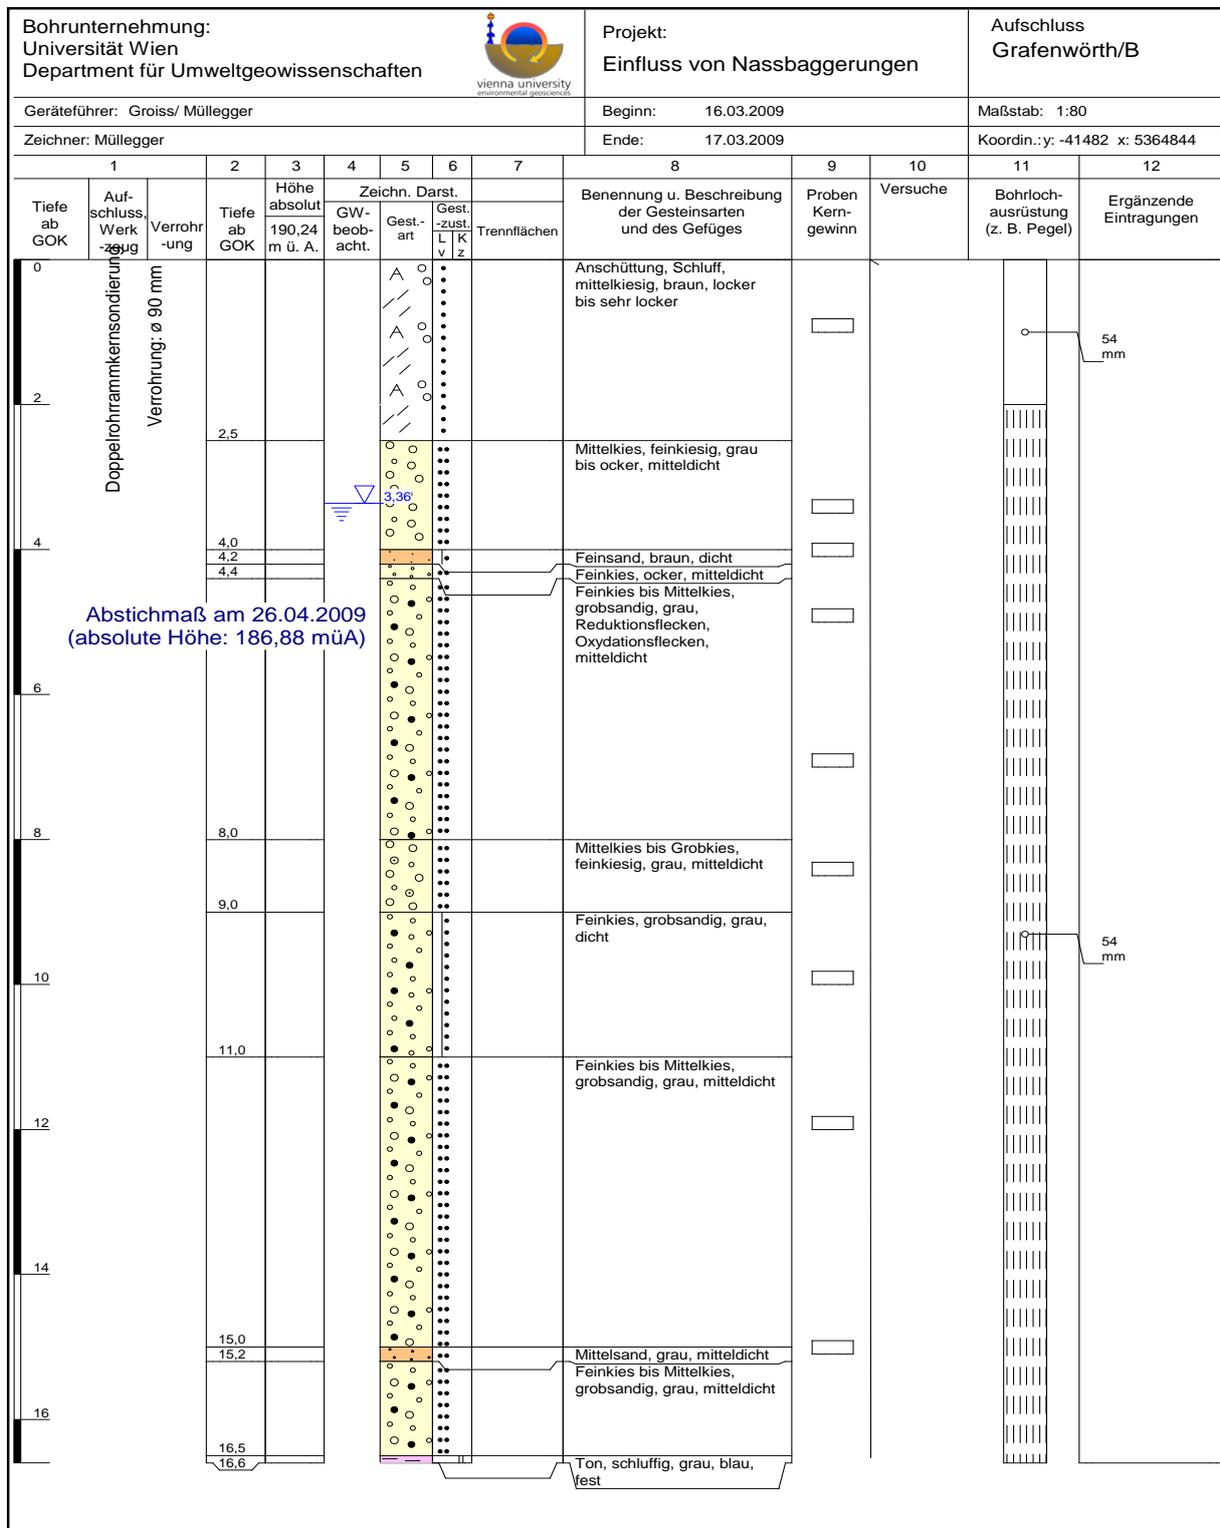 Bohrunternehmung:
Universität Wien
Department für Umweltgeowissenschaften
vienna university
environmental geosciences
Projekt:
Einfluss von Nassbaggerungen
Aufschluss
Grafenwörth/B
Geräteführer: Groiss/ Müllegger
Beginn: 16.03.2009
Maßstab: 1:80
Zeichner: Müllegger
Ende: 17.03.2009
Koordin.: y: -41482 x: 5364844
1 2 3 4 5 6 7 8 9 10 11 12
Tiefe
ab
GOK
Auf-
schluss,
Werk
-zeug
Verrohr
-ung
Tiefe
ab
GOK
Höhe
absolut
190,24
m ü. A.
Zeichn. Darst.
GW-
beob-
acht.
Gest.-
art
Gest.
-zust.
L K
v z
Trennflächen
Benennung u. Beschreibung
der Gesteinsarten
und des Gefüges
Proben
Kern-
gewinn
Versuche
Bohrloch-
ausrüstung
(z. B. Pegel)
Ergänzende
Eintragungen
Doppelrohrrammkernsondierung
Verrohrung: ø 90 mm
0
Anschüttung, Schluff,
mittelkiesig, braun, locker
bis sehr locker
54
mm
2
2,5
Mittelkies, feinkiesig, grau
bis ocker, mitteldicht
3,36
4
4,0
4,2
Feinsand, braun, dicht
4,4
Feinkies, ocker, mitteldicht
Feinkies bis Mittelkies,
grobsandig, grau,
Reduktionsflecken,
Oxydationsflecken,
mitteldicht
Abstichmaß am 26.04.2009
(absolute Höhe: 186,88 müA)
6
8
8,0
Mittelkies bis Grobkies,
feinkiesig, grau, mitteldicht
9,0
Feinkies, grobsandig, grau,
dicht
54
mm
10
11,0
Feinkies bis Mittelkies,
grobsandig, grau, mitteldicht
12
14
15,0
15,2
Mittelsand, grau, mitteldicht
Feinkies bis Mittelkies,
grobsandig, grau, mitteldicht
16
16,5
16,6
Ton, schluffig, grau, blau,
fest